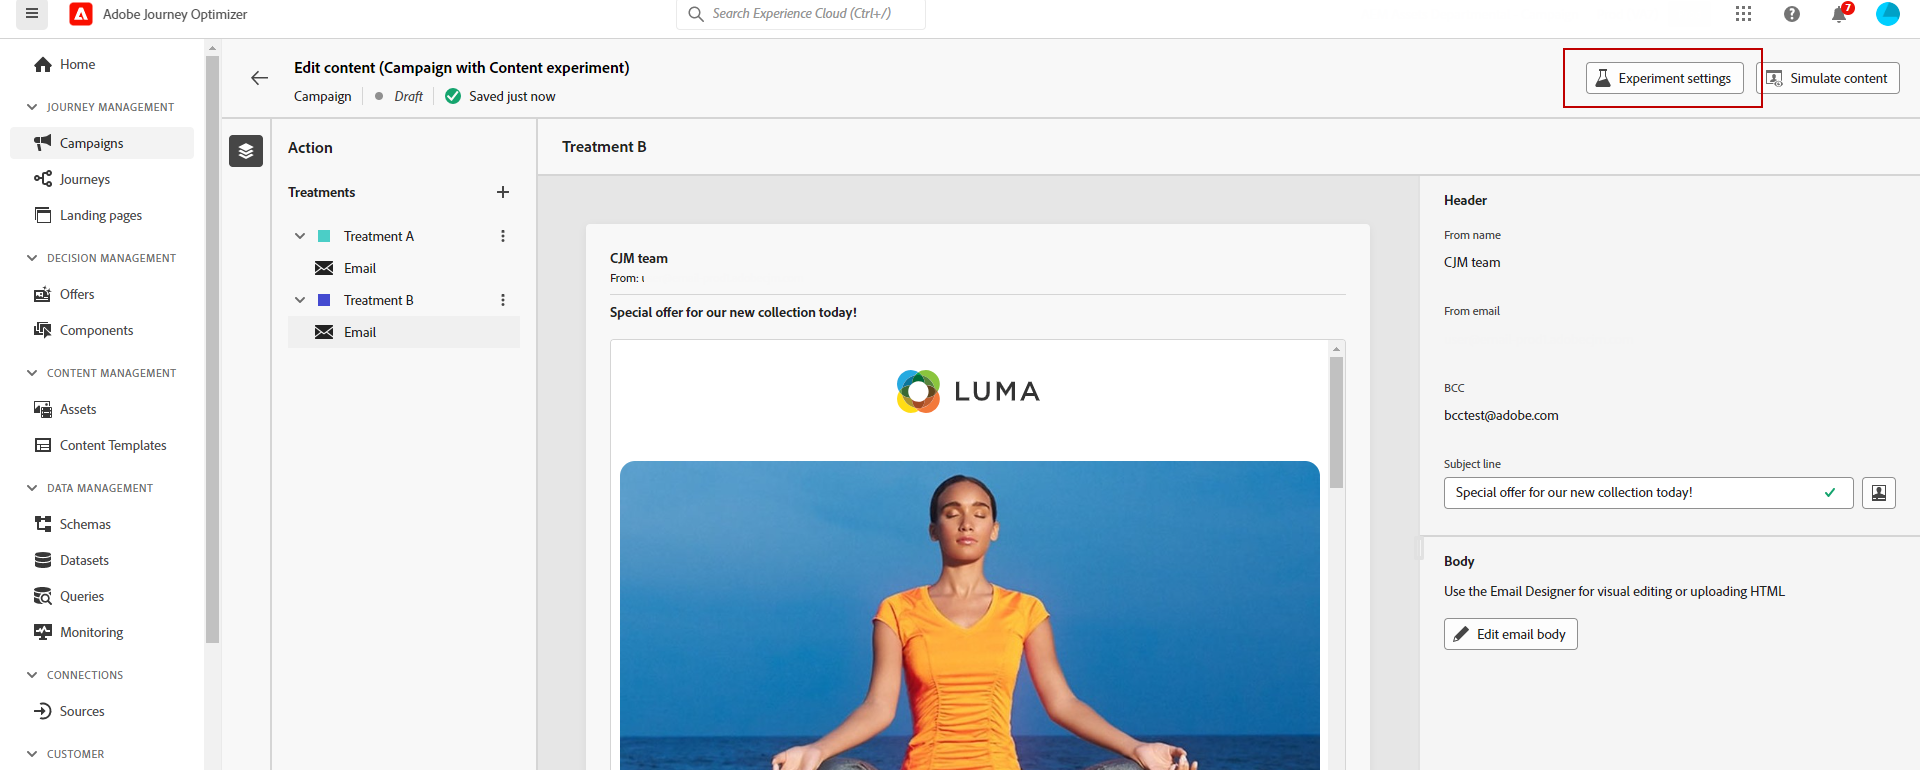 Adobe Journey Optimizer
Search Experience Cloud (Ctrl+/)
7
Home
JOURNEY MANAGEMENT
Campaigns
Journeys
Landing pages
DECISION MANAGEMENT
Offers
Components
CONTENT MANAGEMENT
Assets
Content Templates
DATA MANAGEMENT
Schemas
Datasets
Queries
Monitoring
CONNECTIONS
Sources
CUSTOMER
Edit content (Campaign with Content experiment)
Campaign Draft Saved just now
Experiment settings
Simulate content
Action
Treatments
Treatment A
Email
Treatment B
Email
Treatment B
CJM team
From:
Special offer for our new collection today!
LUMA
Header
From name
CJM team
From email
BCC
bcctest@adobe.com
Subject line
Special offer for our new collection today!
Body
Use the Email Designer for visual editing or uploading HTML
Edit email body